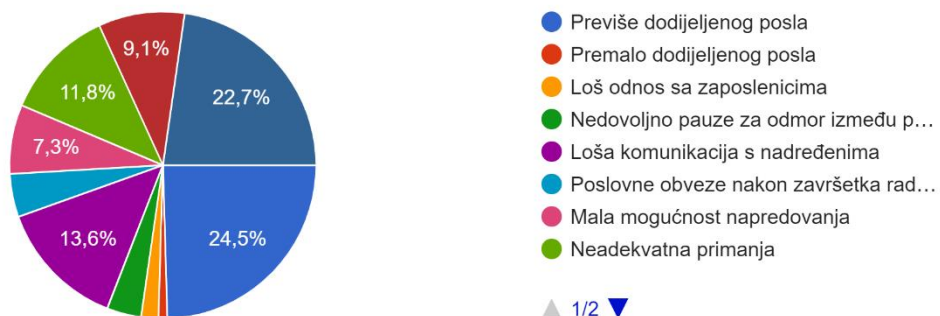 9,1%
11,8%
22,7%
7,3%
13,6%
24,5%
Previše dodijeljenog posla
Premalo dodijeljenog posla
Loš odnos sa zaposlenicima
Nedovoljno pauze za odmor između p...
Loša komunikacija s nadređenima
Poslovne obveze nakon završetka rad...
Mala mogućnost napredovanja
Neadekvatna primanja
1/2